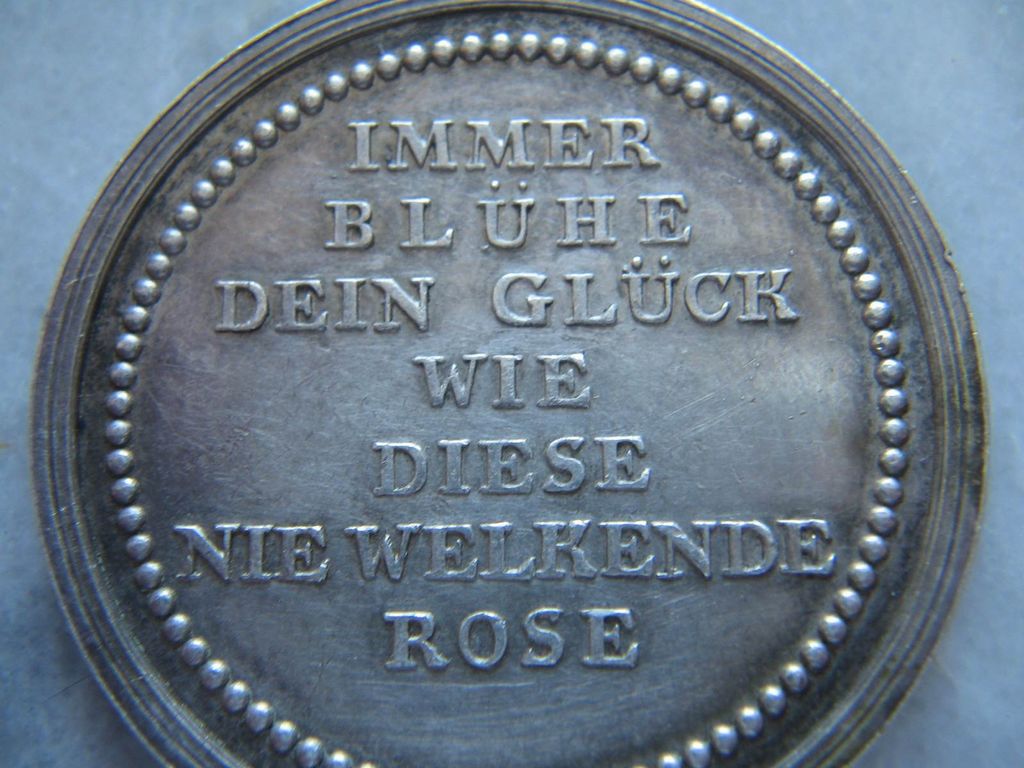 IMMER
BLÜHE
DEIN GLÜCK
WIE
DIESE
NIE WELKENDE
ROSE